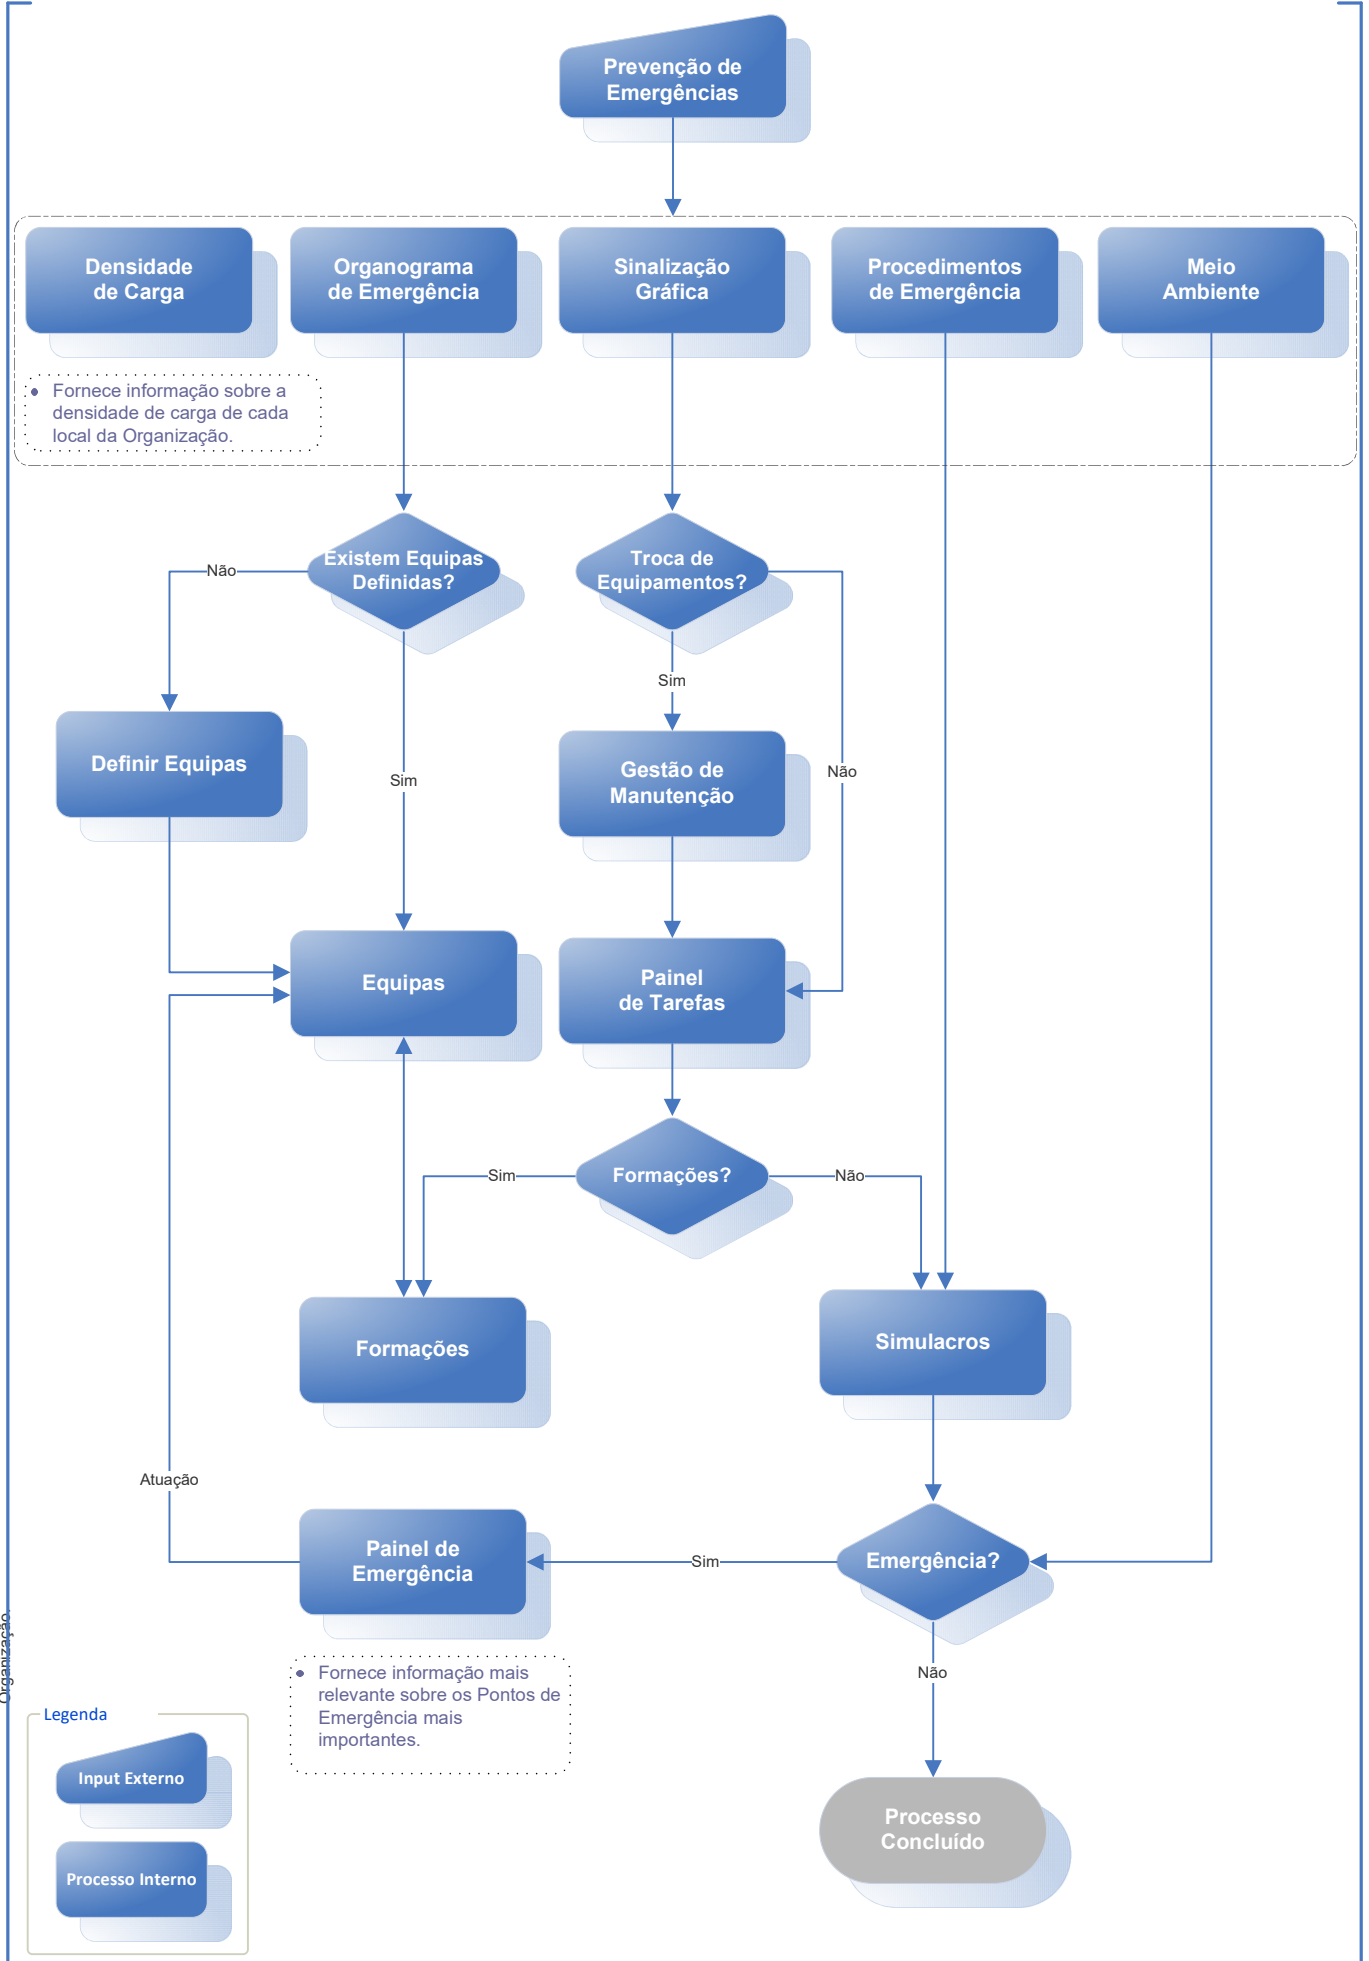 Prevenção de
Emergências
Densidade
de Carga
Organograma
de Emergência
Sinalização
Gráfica
Procedimentos
de Emergência
Meio
Ambiente
• Fornece informação sobre a
densidade de carga de cada
local da Organização.
Existem Equipas
Definidas?
Troca de
Equipamentos?
Não
Sim
Definir Equipas
Sim
Gestão de
Manutenção
Não
Equipas
Painel
de Tarefas
Formações?
Sim
Não
Formações
Simulacros
Atuação
Painel de
Emergência
Sim
Emergência?
Organização.
• Fornece informação mais
relevante sobre os Pontos de
Emergência mais
importantes.
Não
Legenda
Input Externo
Processo Interno
Processo
Concluído